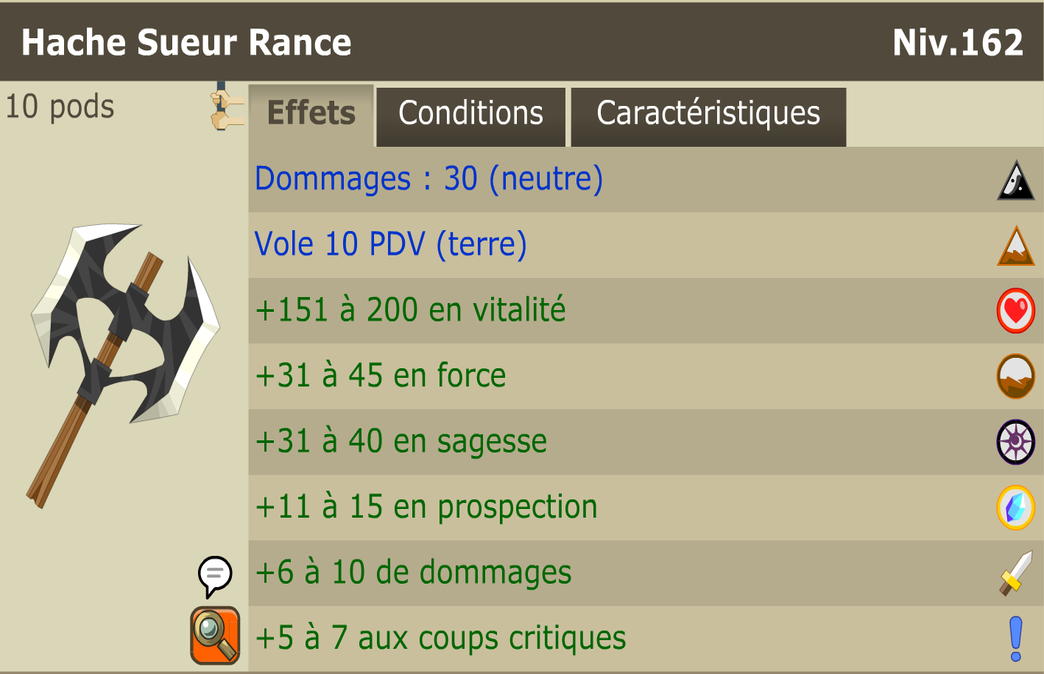 Hache Sueur Rance
Niv.162
10 pods
Effets
Conditions
Caractéristiques
Dommages : 30 (neutre)
Vole 10 PDV (terre)
+151 à 200 en vitalité
+31 à 45 en force
+31 à 40 en sagesse
+11 à 15 en prospection
+6 à 10 de dommages
+5 à 7 aux coups critiques